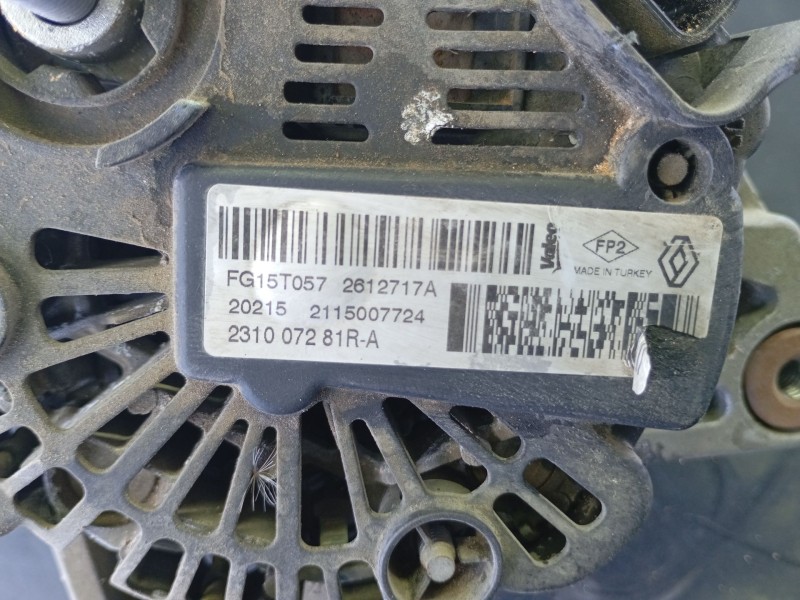 Valeo
FP2
MADE IN TURKEY
FG15T057 2612717A
20215 2115007724
2310 072 81R-A